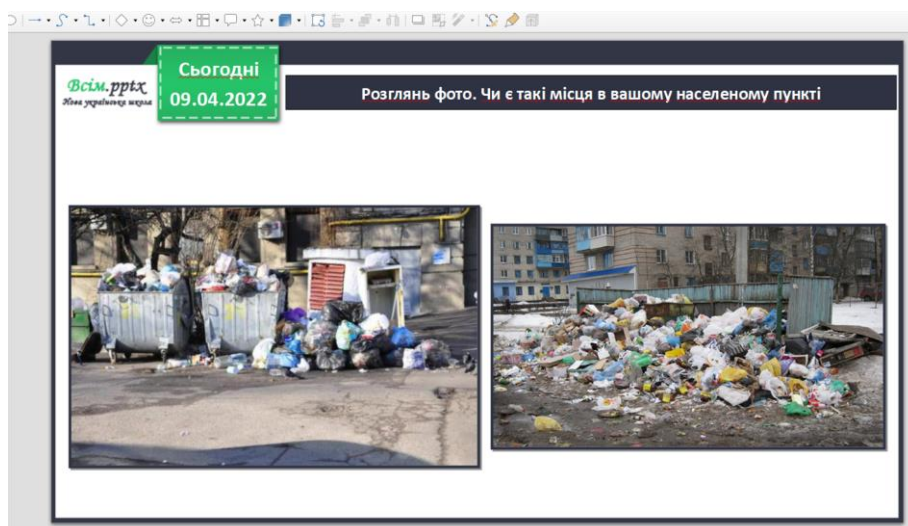 Всім.pptx
Нова українська школа
Сьогодні
09.04.2022
Розглянь фото. Чи є такі місця в вашому населеному пункті